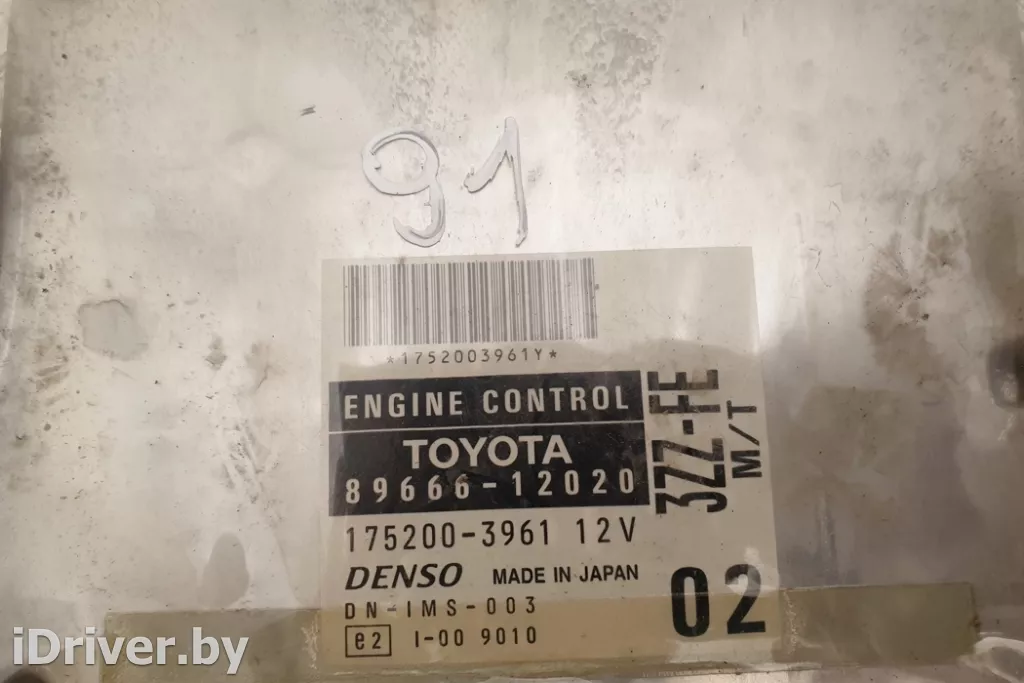 91
*1752003961Y*
ENGINE CONTROL
TOYOTA
89666-12020
3ZZ-FE
M/T
175200-3961 12V
DENSO MADE IN JAPAN
DN-IMS-003
02
e2 I-00 9010
iDriver.by